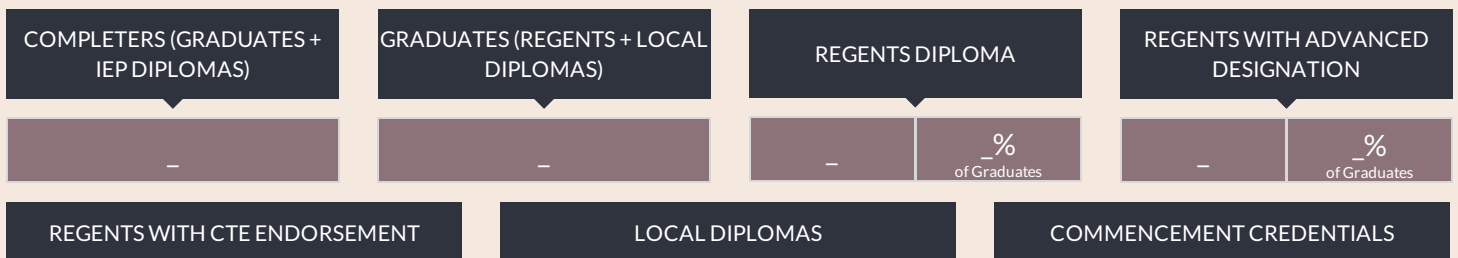 COMPLETERS (GRADUATES +
IEP DIPLOMAS)
GRADUATES (REGENTS + LOCAL
DIPLOMAS)
REGENTS DIPLOMA
REGENTS WITH ADVANCED
DESIGNATION
_
_
_
_%
of Graduates
_
_%
of Graduates
REGENTS WITH CTE ENDORSEMENT
LOCAL DIPLOMAS
COMMENCEMENT CREDENTIALS